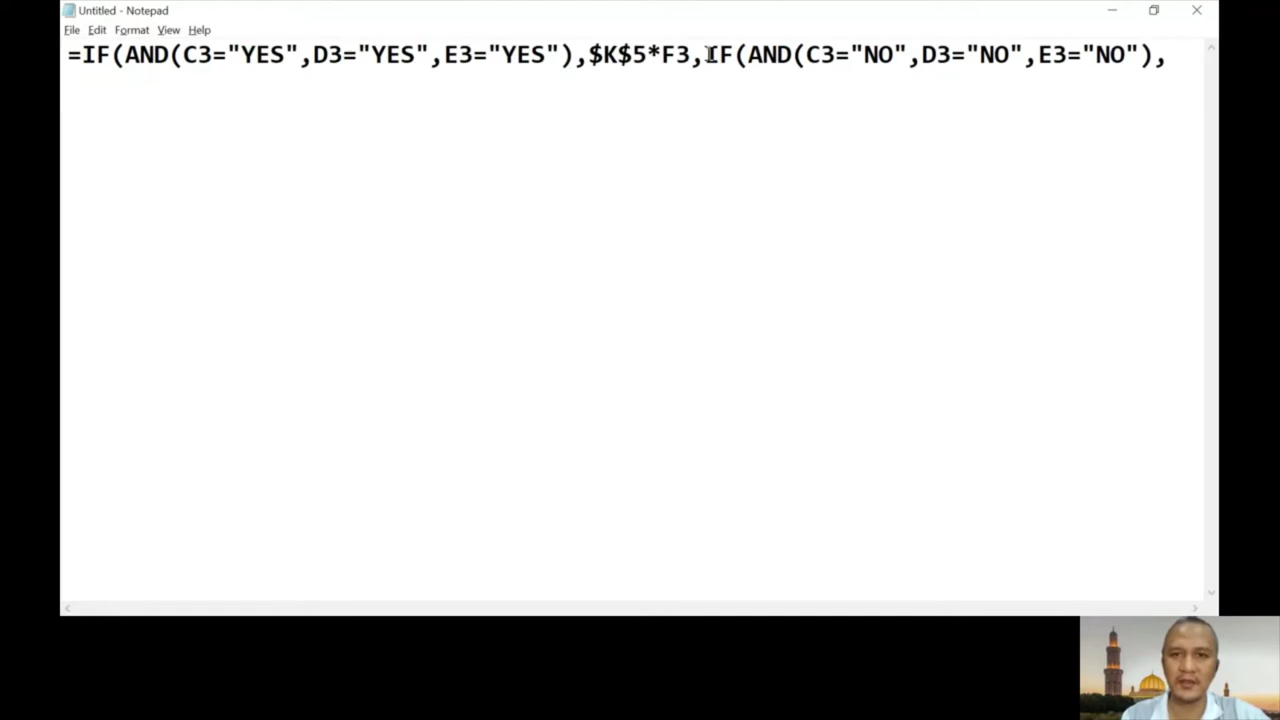 Untitled - Notepad
File Edit Format View Help
=IF(AND(C3="YES",D3="YES",E3="YES"),$K$5*F3,IF(AND(C3="NO",D3="NO",E3="NO"),